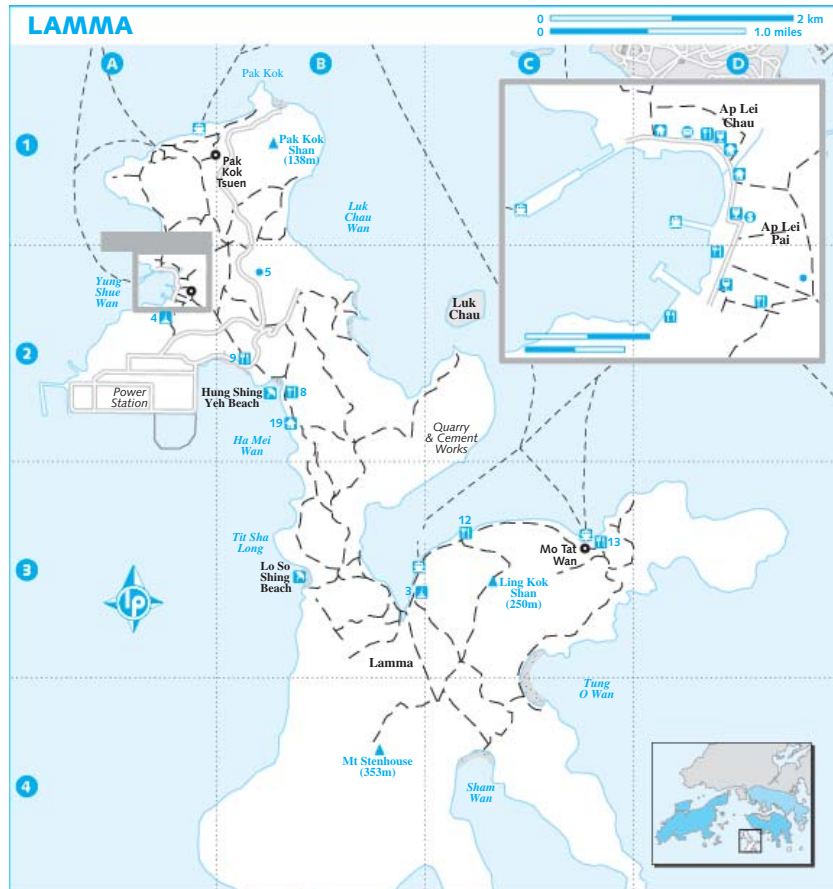 LAMMA
0 2 km
0 1.0 miles
A
B
C
D
1
2
3
4
Pak Kok
Pak Kok
Shan
(138m)
Pak
Kok
Tsuen
Luk
Chau
Wan
Ap Lei
Chau
Ap Lei
Pai
Yung
Shue
Wan
5
4
Luk
Chau
9
Power
Station
Hung Shing
Yeh Beach
8
19
Ha Mei
Wan
Quarry
& Cement
Works
12
Tit Sha
Long
Mo Tat
Wan
13
Lo So
Shing
Beach
3
Ling Kok
Shan
(250m)
lp
Lamma
Tung
O Wan
Mt Stenhouse
(353m)
Sham
Wan